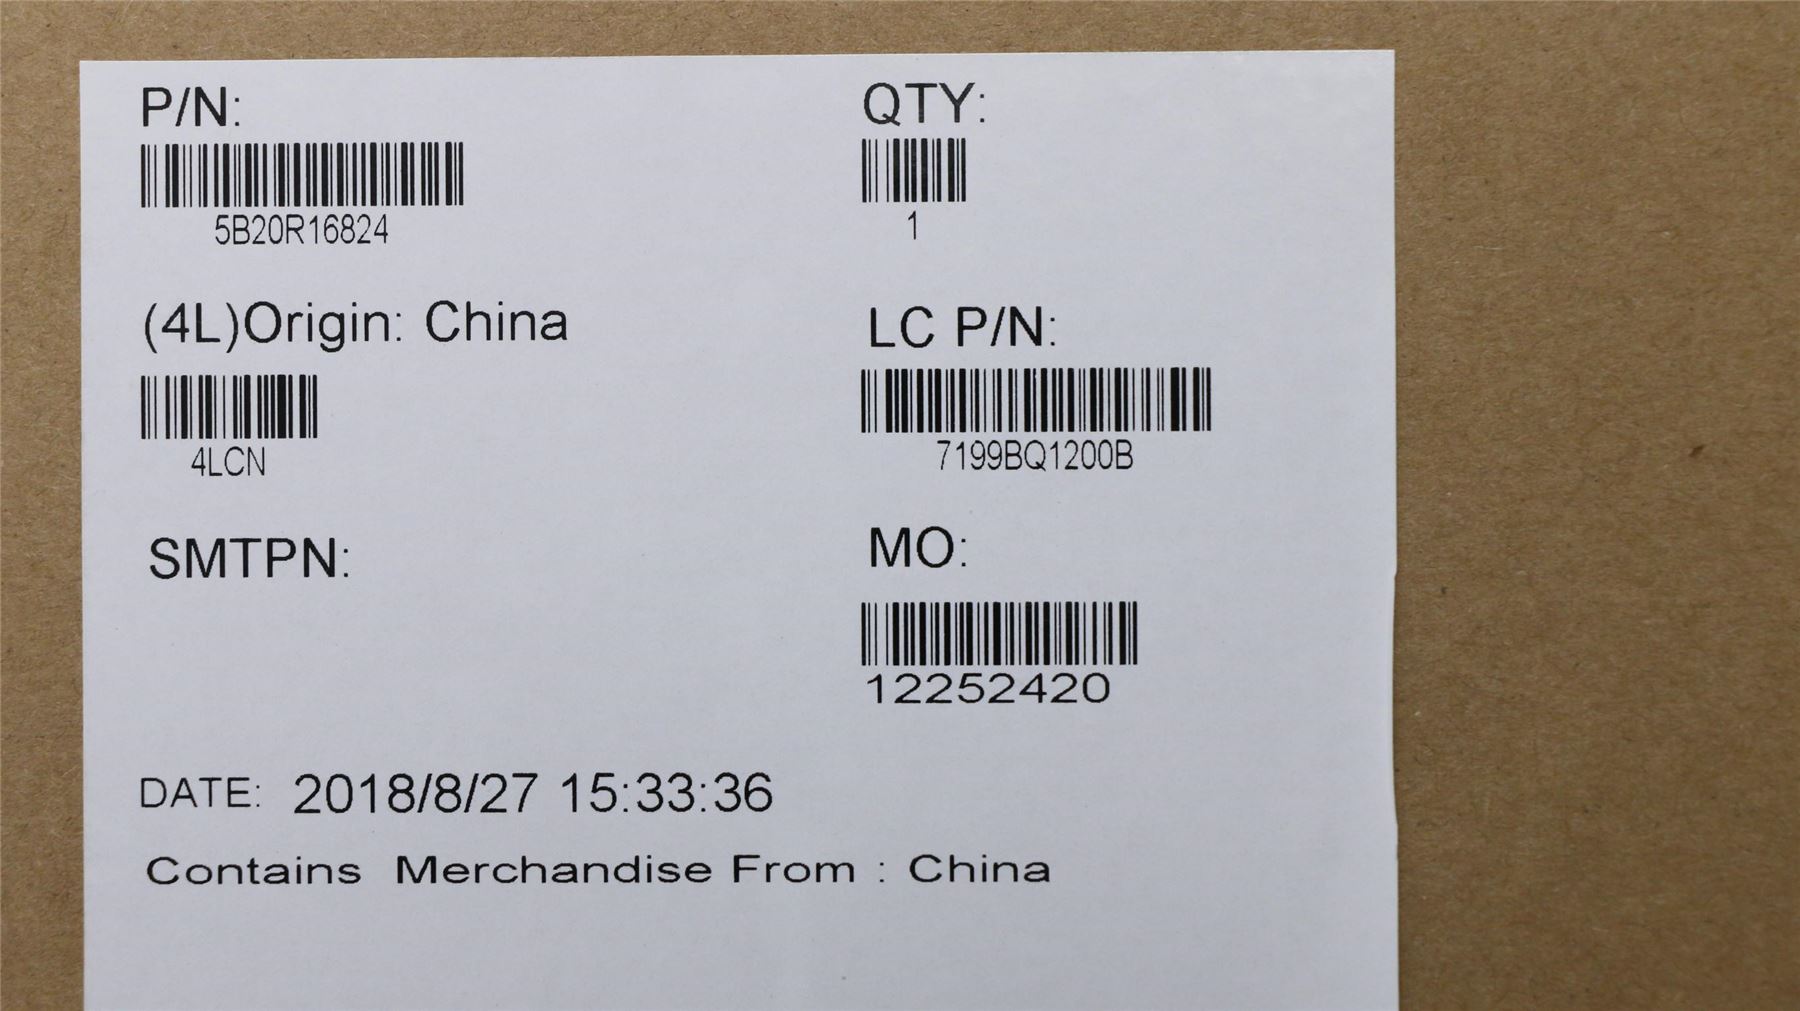 P/N:
5B20R16824
QTY:
1
(4L)Origin: China
4LCN
LC P/N:
7199BQ1200B
SMTPN:
MO:
12252420
DATE: 2018/8/27 15:33:36
Contains Merchandise From : China